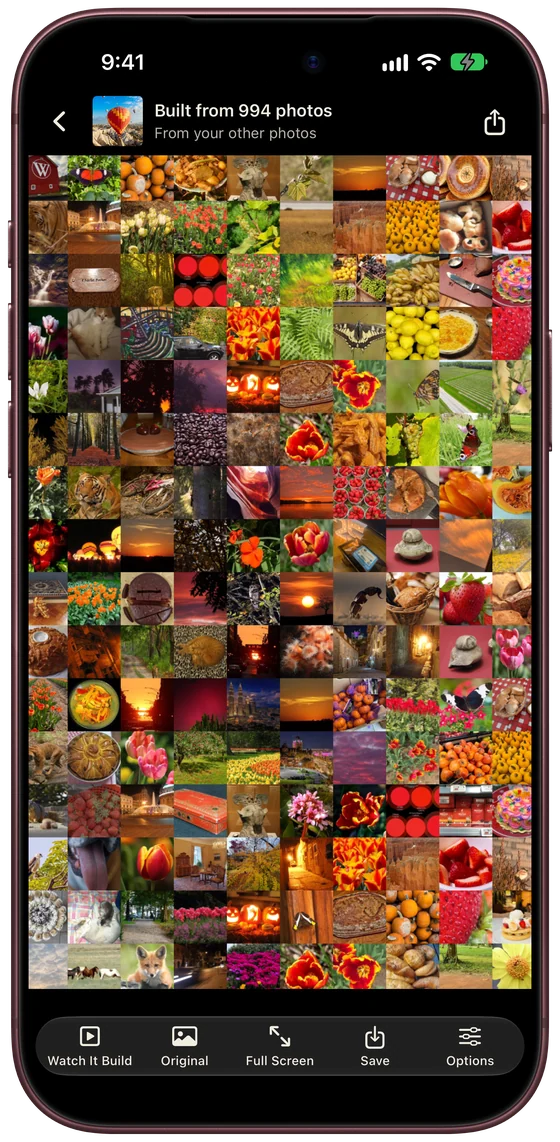 9:41
Built from 994 photos
From your other photos
W
Watch It Build
Original
Full Screen
Save
Options